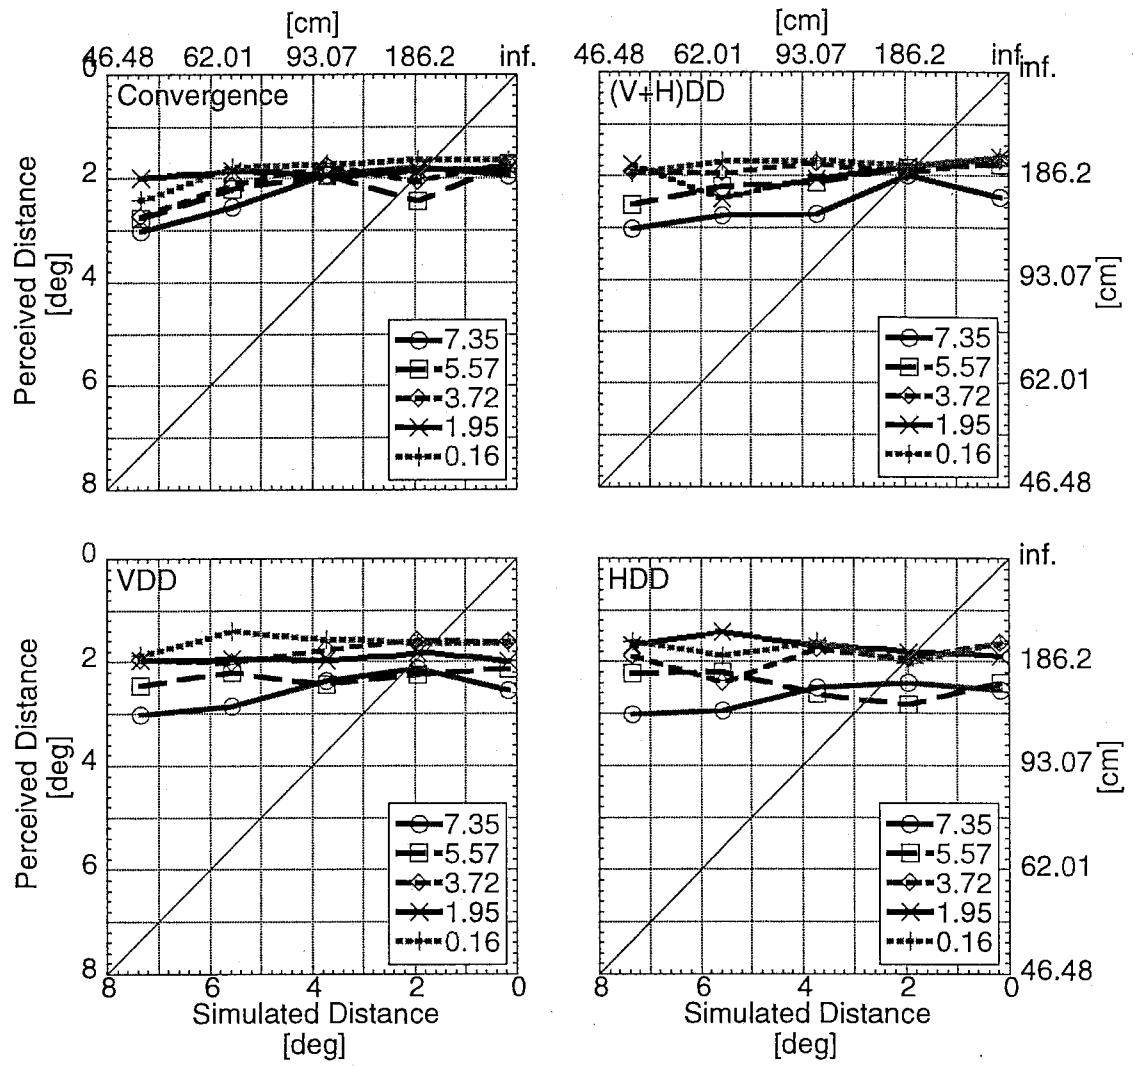 [cm] [cm]
46.48 62.01 93.07 186.2 inf. 46.48 62.01 93.07 186.2 inf.
0 inf.
Convergence (V+H)DD
2 186.2
4 93.07
6 62.01
8 46.48
Perceived Distance
[deg]
[cm]
7.35
5.57
3.72
1.95
0.16
7.35
5.57
3.72
1.95
0.16
0 inf.
VDD HDD
2 186.2
4 93.07
6 62.01
8 46.48
Perceived Distance
[deg]
[cm]
7.35
5.57
3.72
1.95
0.16
7.35
5.57
3.72
1.95
0.16
8 6 4 2 0 8 6 4 2 0
Simulated Distance Simulated Distance
[deg] [deg]